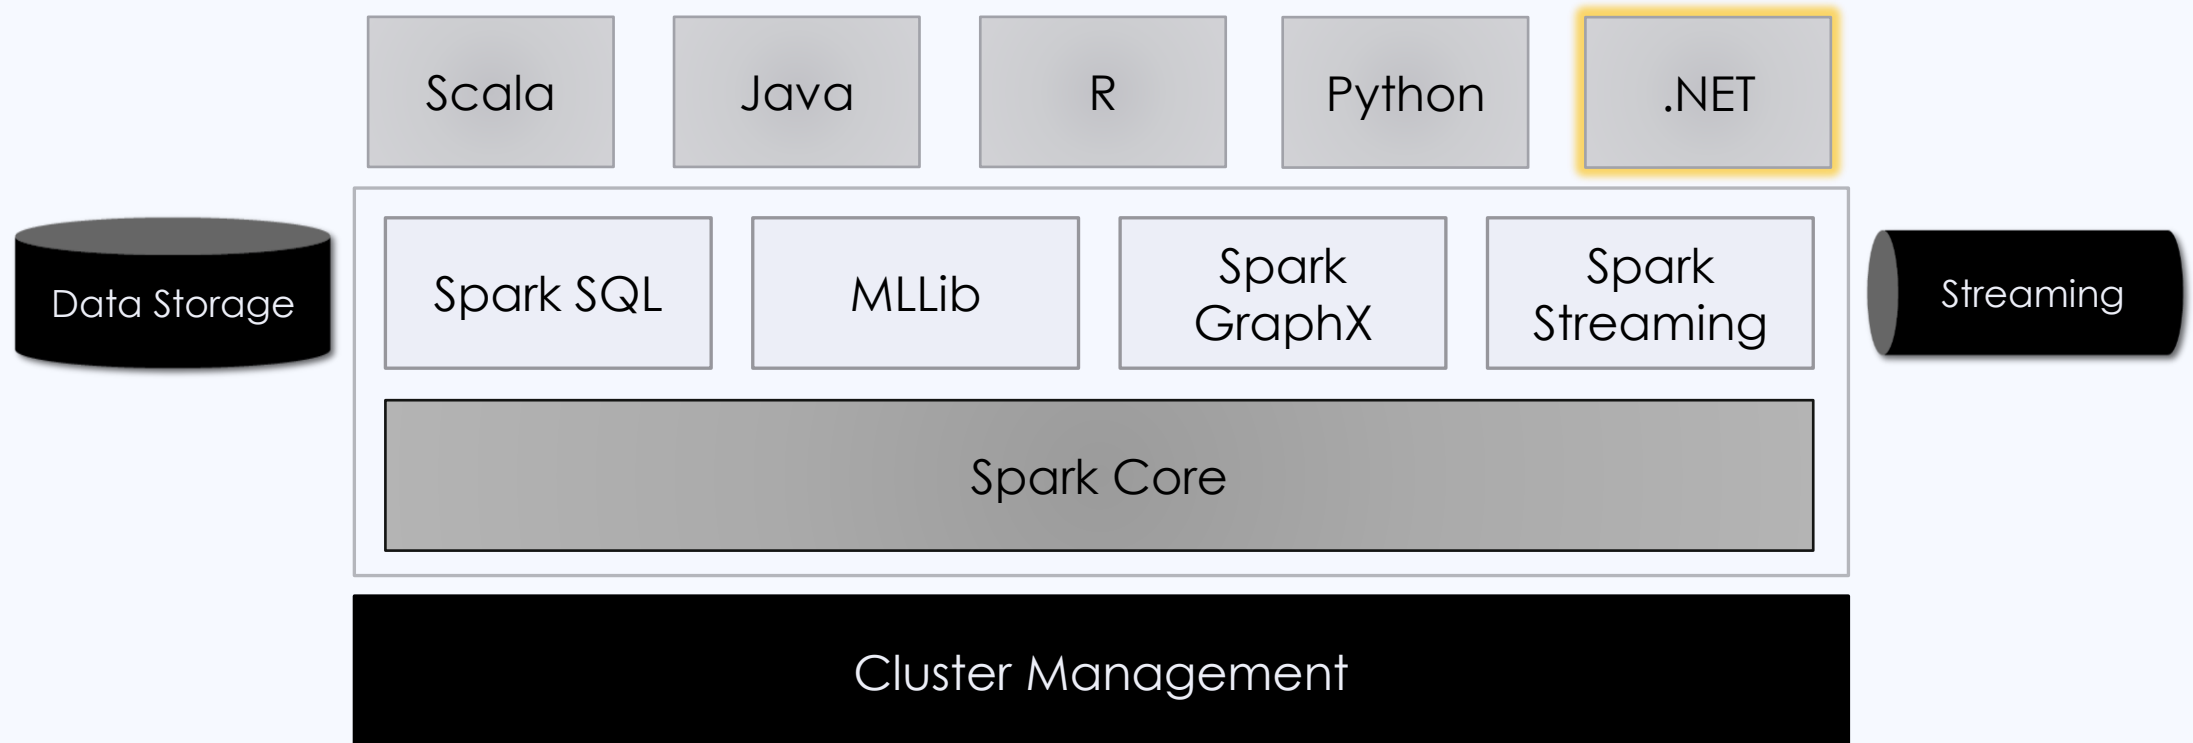 Scala
Java
R
Python
.NET
Data Storage
Spark SQL
MLLib
Spark
GraphX
Spark
Streaming
Streaming
Spark Core
Cluster Management